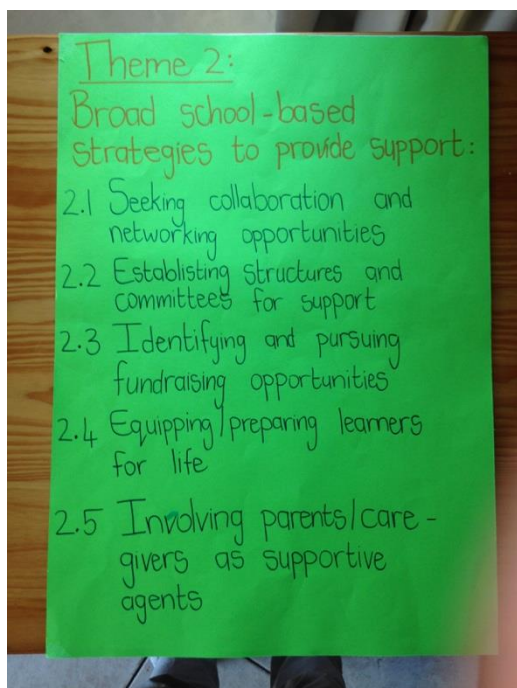 Theme 2:
Broad school-based
strategies to provide support:
2.1 Seeking collaboration and
networking opportunities
2.2 Establisting structures and
committees for support
2.3 Identifying and pursuing
fundraising opportunities
2.4 Equipping/preparing learners
for life
2.5 Involving parents/care-
givers as supportive
agents